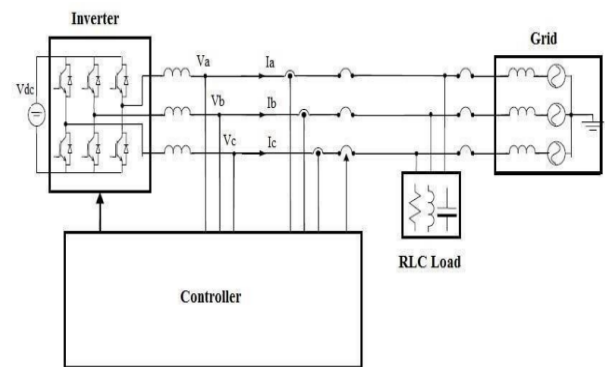 Inverter
Grid
Va
Ia
Vdc
Vb
Ib
Vc
Ic
RLC Load
Controller